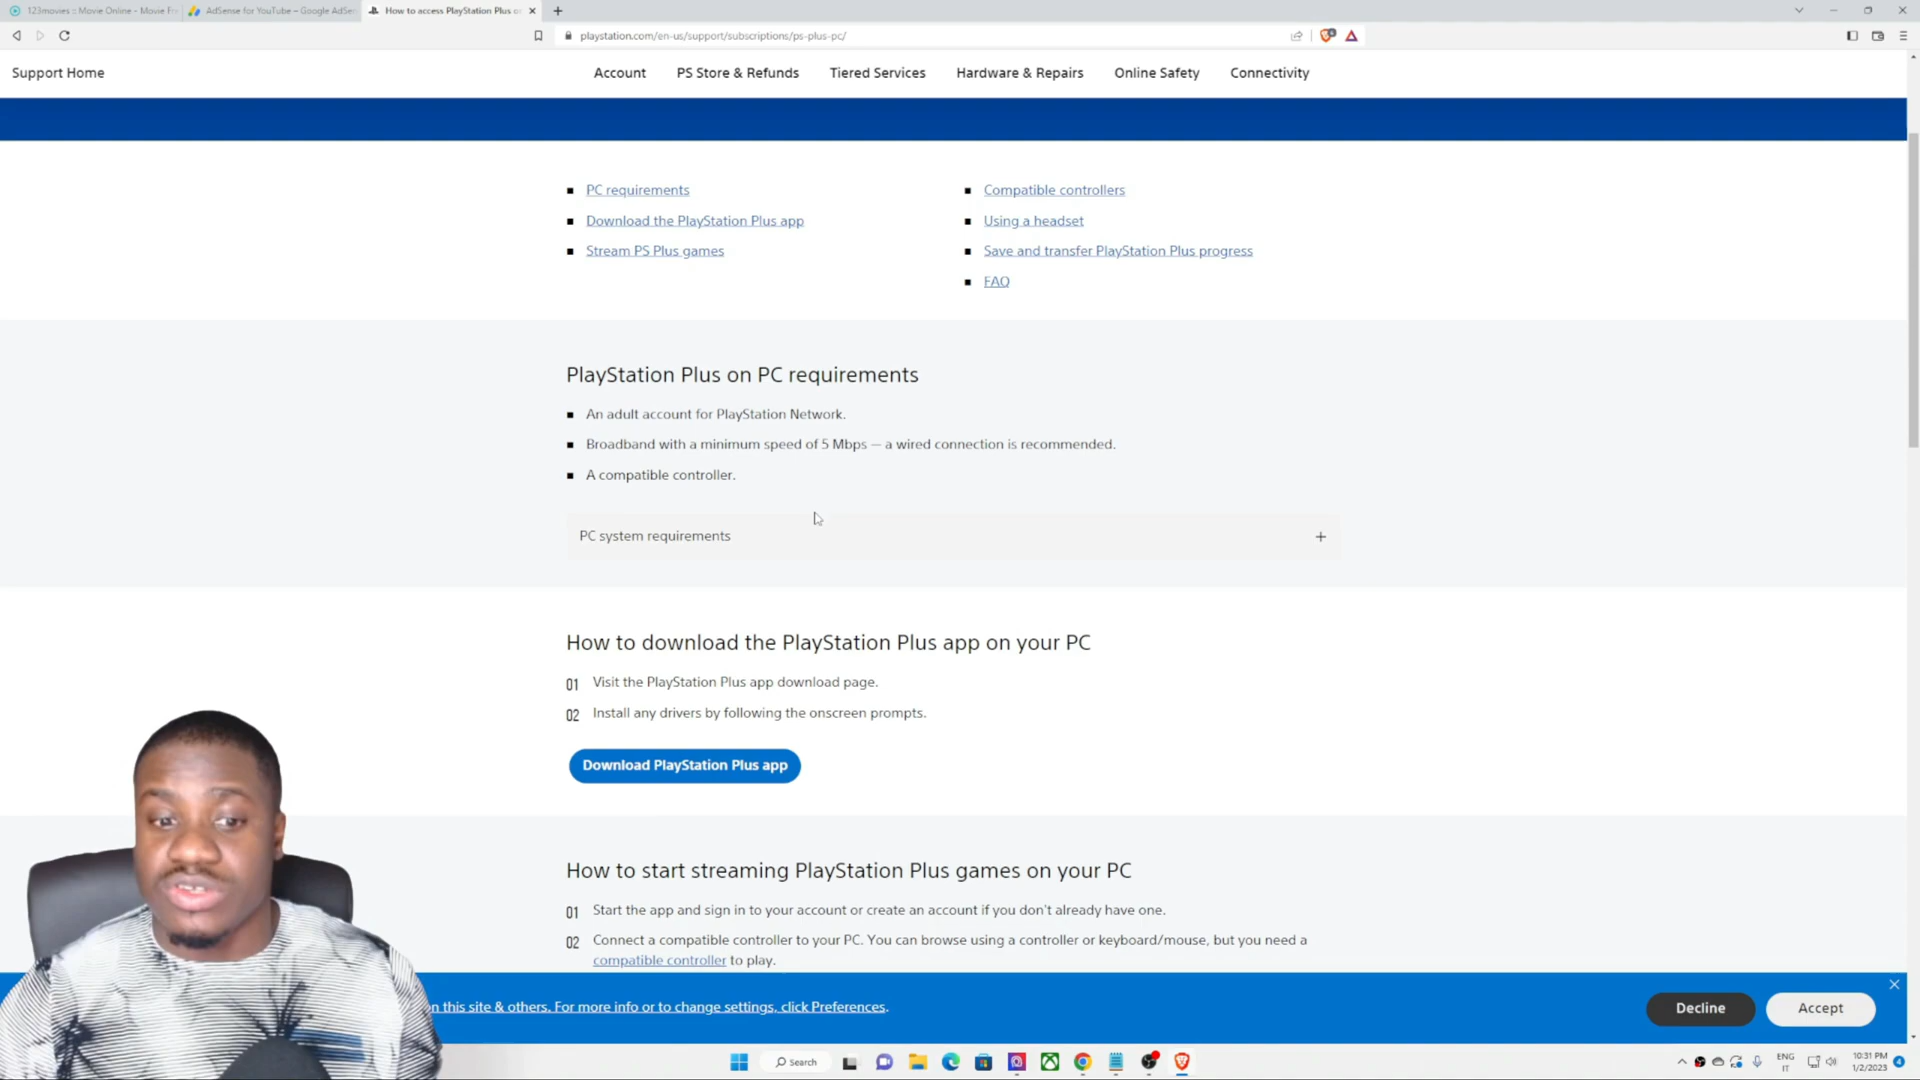 123movies :: Movie Online - Movie Fr
AdSense for YouTube – Google AdSe
How to access PlayStation Plus o
playstation.com/en-us/support/subscriptions/ps-plus-pc/
Support Home
Account
PS Store & Refunds
Tiered Services
Hardware & Repairs
Online Safety
Connectivity
PC requirements
Download the PlayStation Plus app
Stream PS Plus games
Compatible controllers
Using a headset
Save and transfer PlayStation Plus progress
FAQ
PlayStation Plus on PC requirements
An adult account for PlayStation Network.
Broadband with a minimum speed of 5 Mbps — a wired connection is recommended.
A compatible controller.
PC system requirements
How to download the PlayStation Plus app on your PC
01 Visit the PlayStation Plus app download page.
02 Install any drivers by following the onscreen prompts.
Download PlayStation Plus app
How to start streaming PlayStation Plus games on your PC
01 Start the app and sign in to your account or create an account if you don't already have one.
02 Connect a compatible controller to your PC. You can browse using a controller or keyboard/mouse, but you need a
compatible controller to play.
on this site & others. For more info or to change settings, click Preferences.
Decline
Accept
Search
ENG
IT
10:31 PM
1/2/2023
4